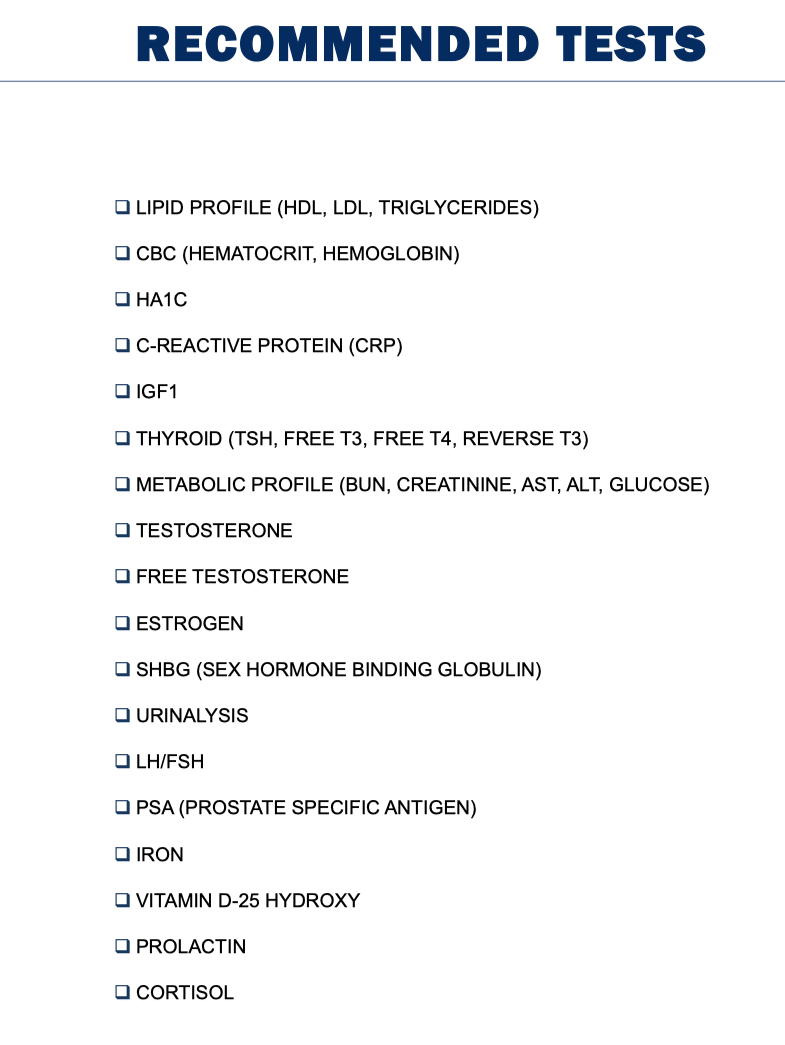 RECOMMENDED TESTS
❑ LIPID PROFILE (HDL, LDL, TRIGLYCERIDES)
❑ CBC (HEMATOCRIT, HEMOGLOBIN)
❑ HA1C
❑ C-REACTIVE PROTEIN (CRP)
❑ IGF1
❑ THYROID (TSH, FREE T3, FREE T4, REVERSE T3)
❑ METABOLIC PROFILE (BUN, CREATININE, AST, ALT, GLUCOSE)
❑ TESTOSTERONE
❑ FREE TESTOSTERONE
❑ ESTROGEN
❑ SHBG (SEX HORMONE BINDING GLOBULIN)
❑ URINALYSIS
❑ LH/FSH
❑ PSA (PROSTATE SPECIFIC ANTIGEN)
❑ IRON
❑ VITAMIN D-25 HYDROXY
❑ PROLACTIN
❑ CORTISOL